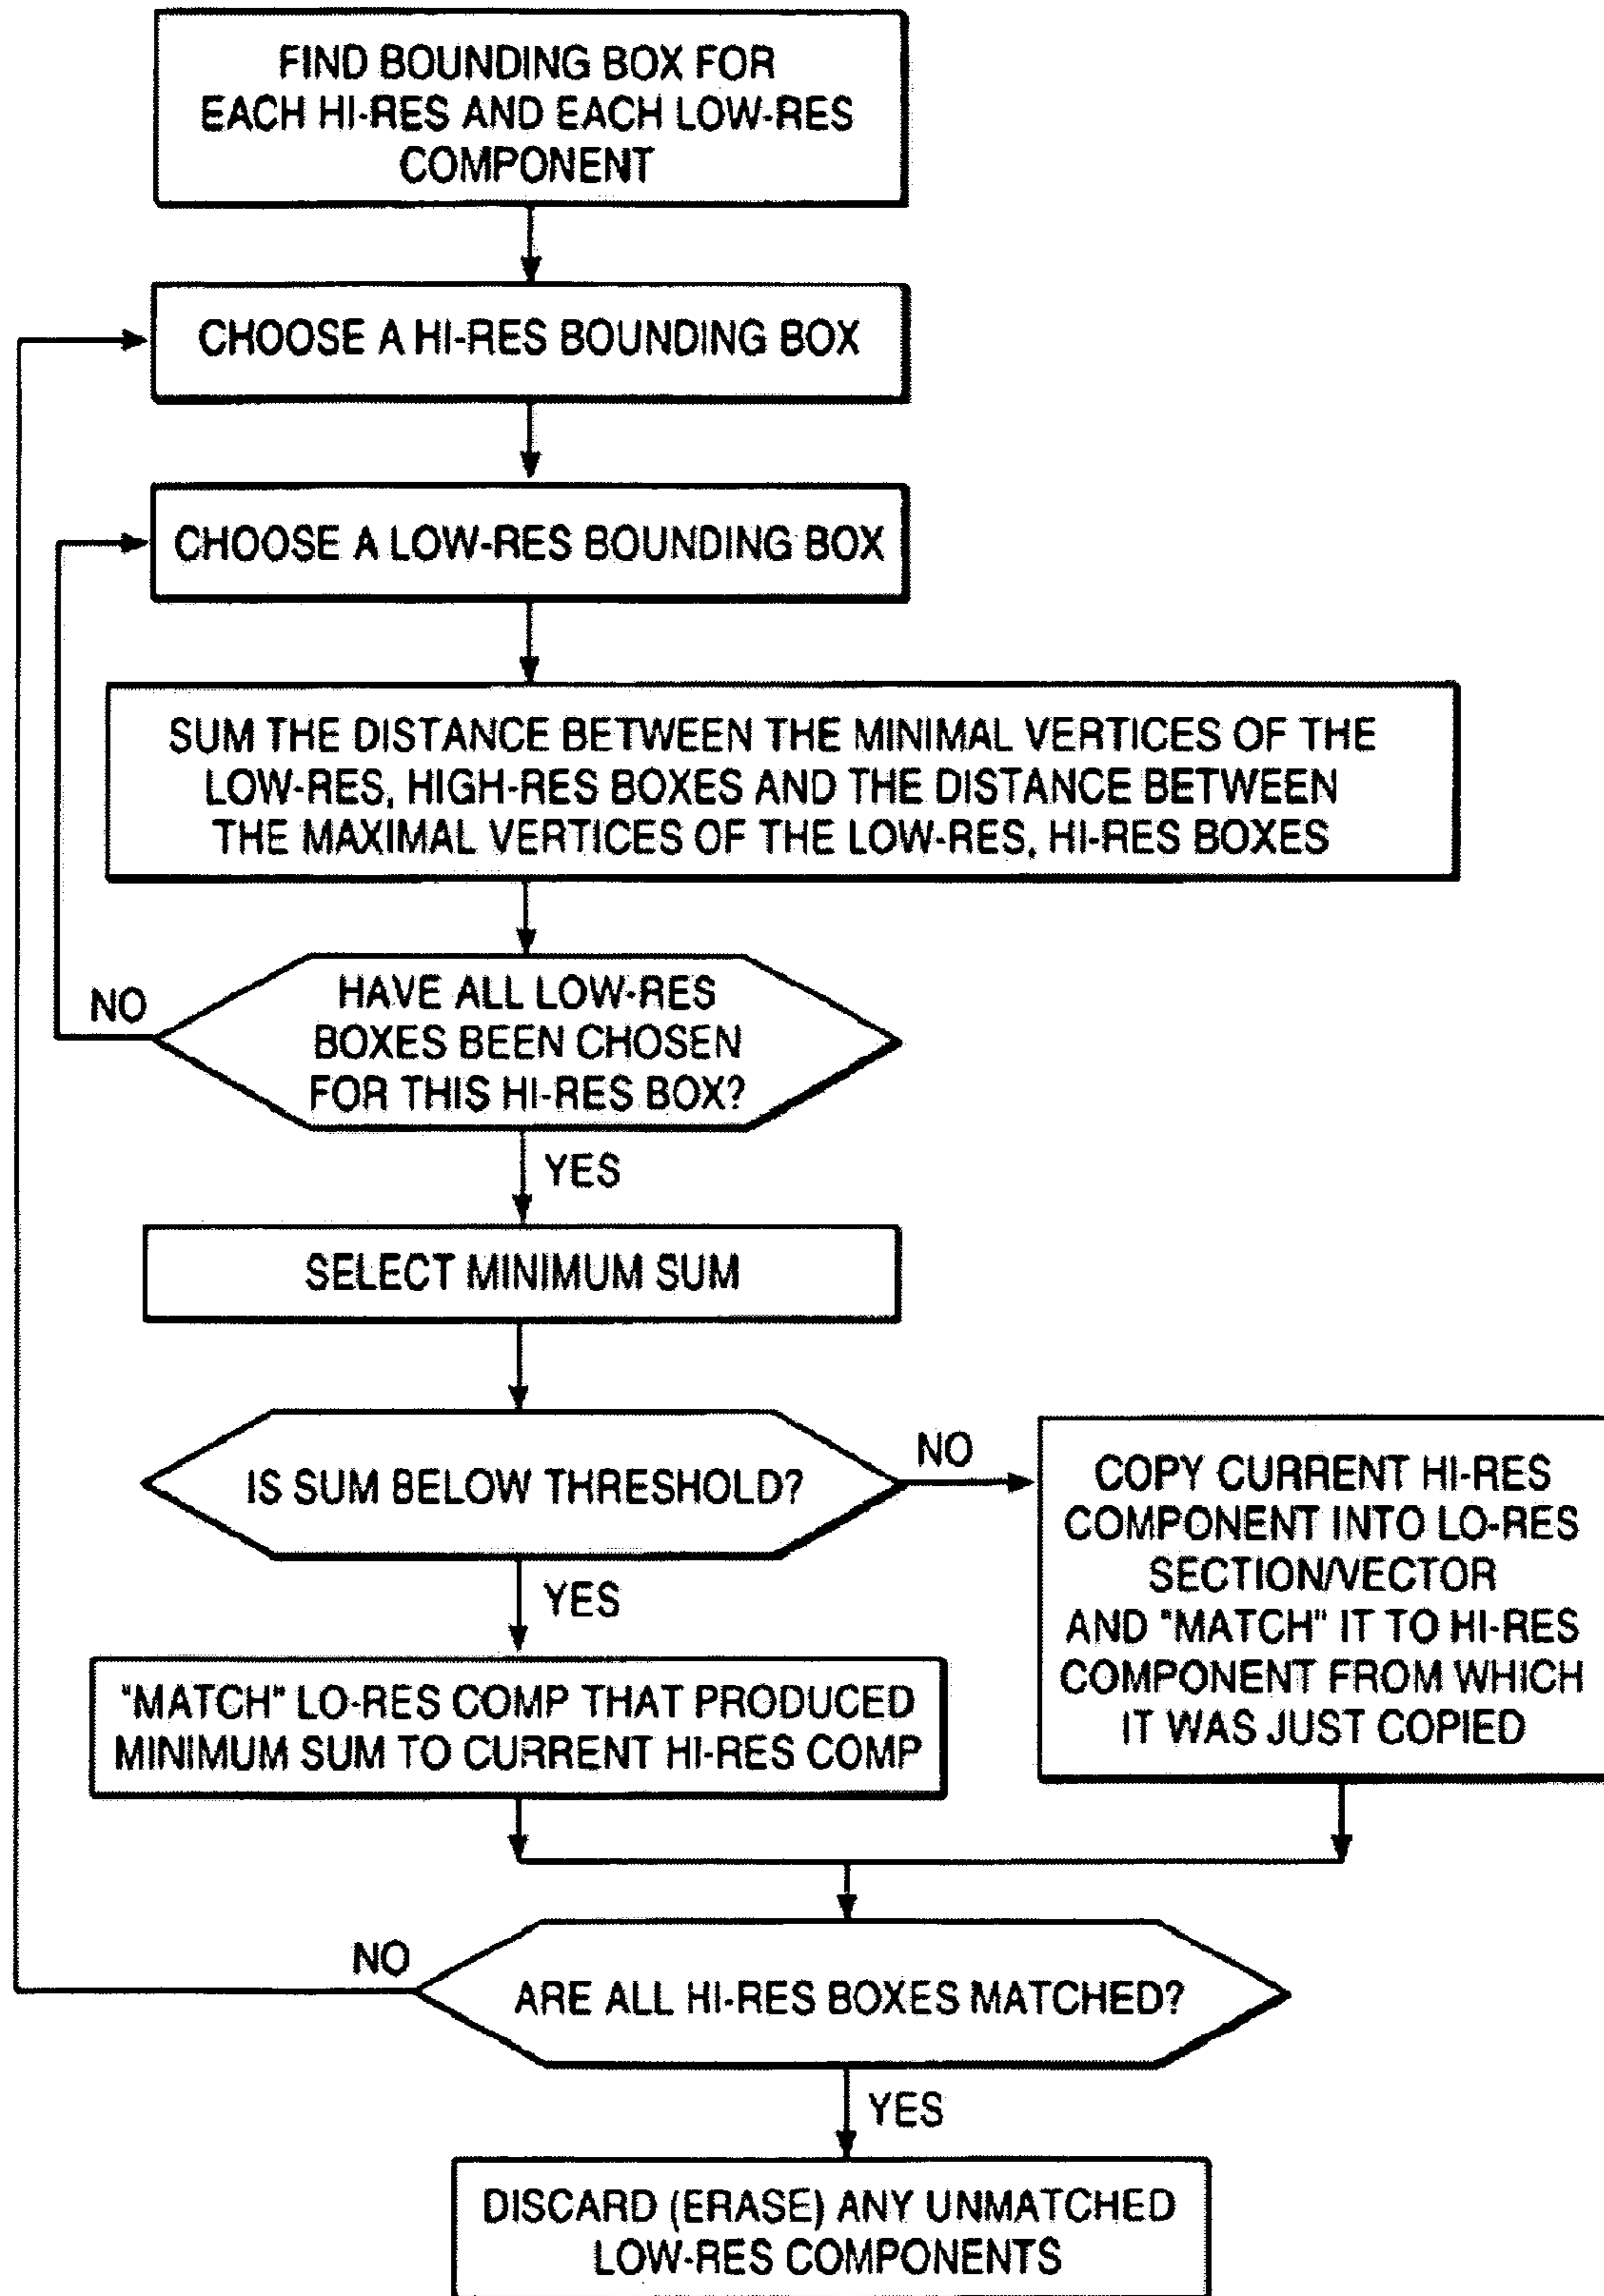 FIND BOUNDING BOX FOR
EACH HI-RES AND EACH LOW-RES
COMPONENT
CHOOSE A HI-RES BOUNDING BOX
CHOOSE A LOW-RES BOUNDING BOX
SUM THE DISTANCE BETWEEN THE MINIMAL VERTICES OF THE
LOW-RES, HIGH-RES BOXES AND THE DISTANCE BETWEEN
THE MAXIMAL VERTICES OF THE LOW-RES, HI-RES BOXES
NO
HAVE ALL LOW-RES
BOXES BEEN CHOSEN
FOR THIS HI-RES BOX?
YES
SELECT MINIMUM SUM
IS SUM BELOW THRESHOLD?
NO
YES
"MATCH" LO-RES COMP THAT PRODUCED
MINIMUM SUM TO CURRENT HI-RES COMP
COPY CURRENT HI-RES
COMPONENT INTO LO-RES
SECTION/VECTOR
AND "MATCH" IT TO HI-RES
COMPONENT FROM WHICH
IT WAS JUST COPIED
NO
ARE ALL HI-RES BOXES MATCHED?
YES
DISCARD (ERASE) ANY UNMATCHED
LOW-RES COMPONENTS